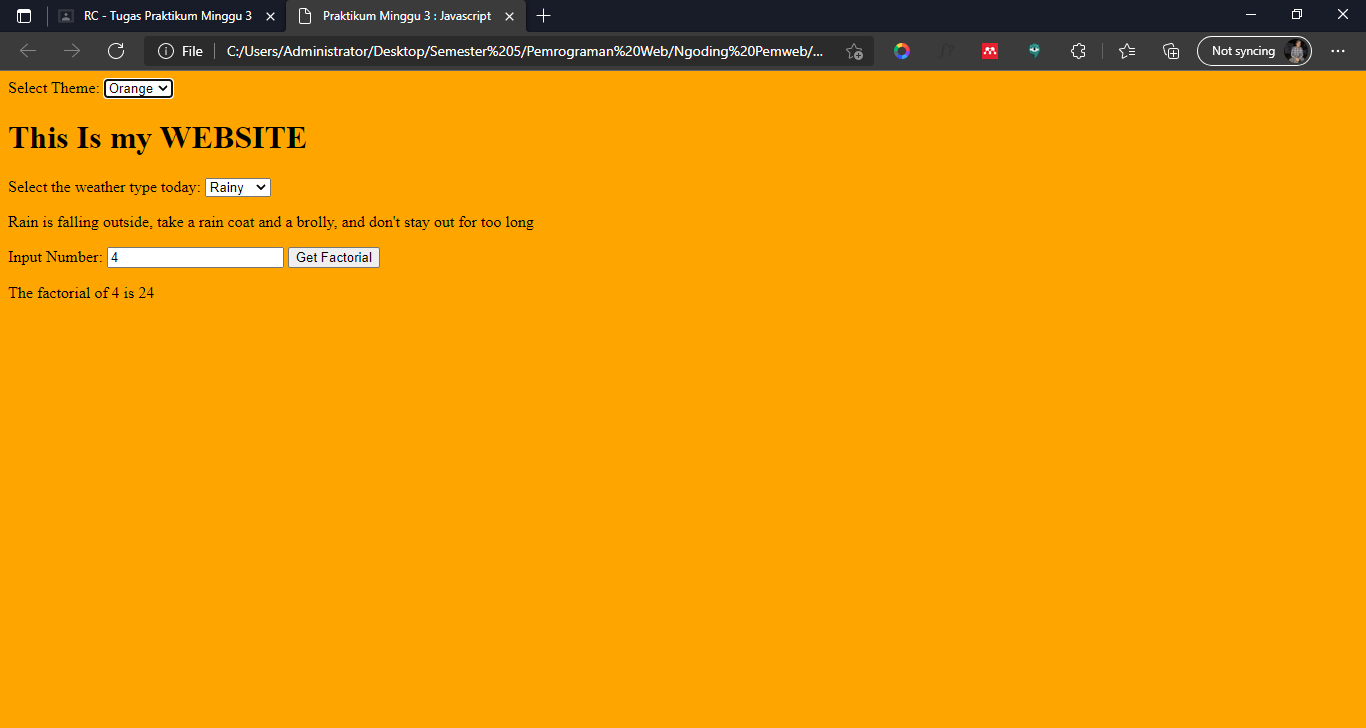 RC - Tugas Praktikum Minggu 3
Praktikum Minggu 3 : Javascript
File
C:/Users/Administrator/Desktop/Semester%205/Pemrograman%20Web/Ngoding%20Pemweb/...
Not syncing
Select Theme: Orange
This Is my WEBSITE
Select the weather type today: Rainy
Rain is falling outside, take a rain coat and a brolly, and don't stay out for too long
Input Number: 4 Get Factorial
The factorial of 4 is 24